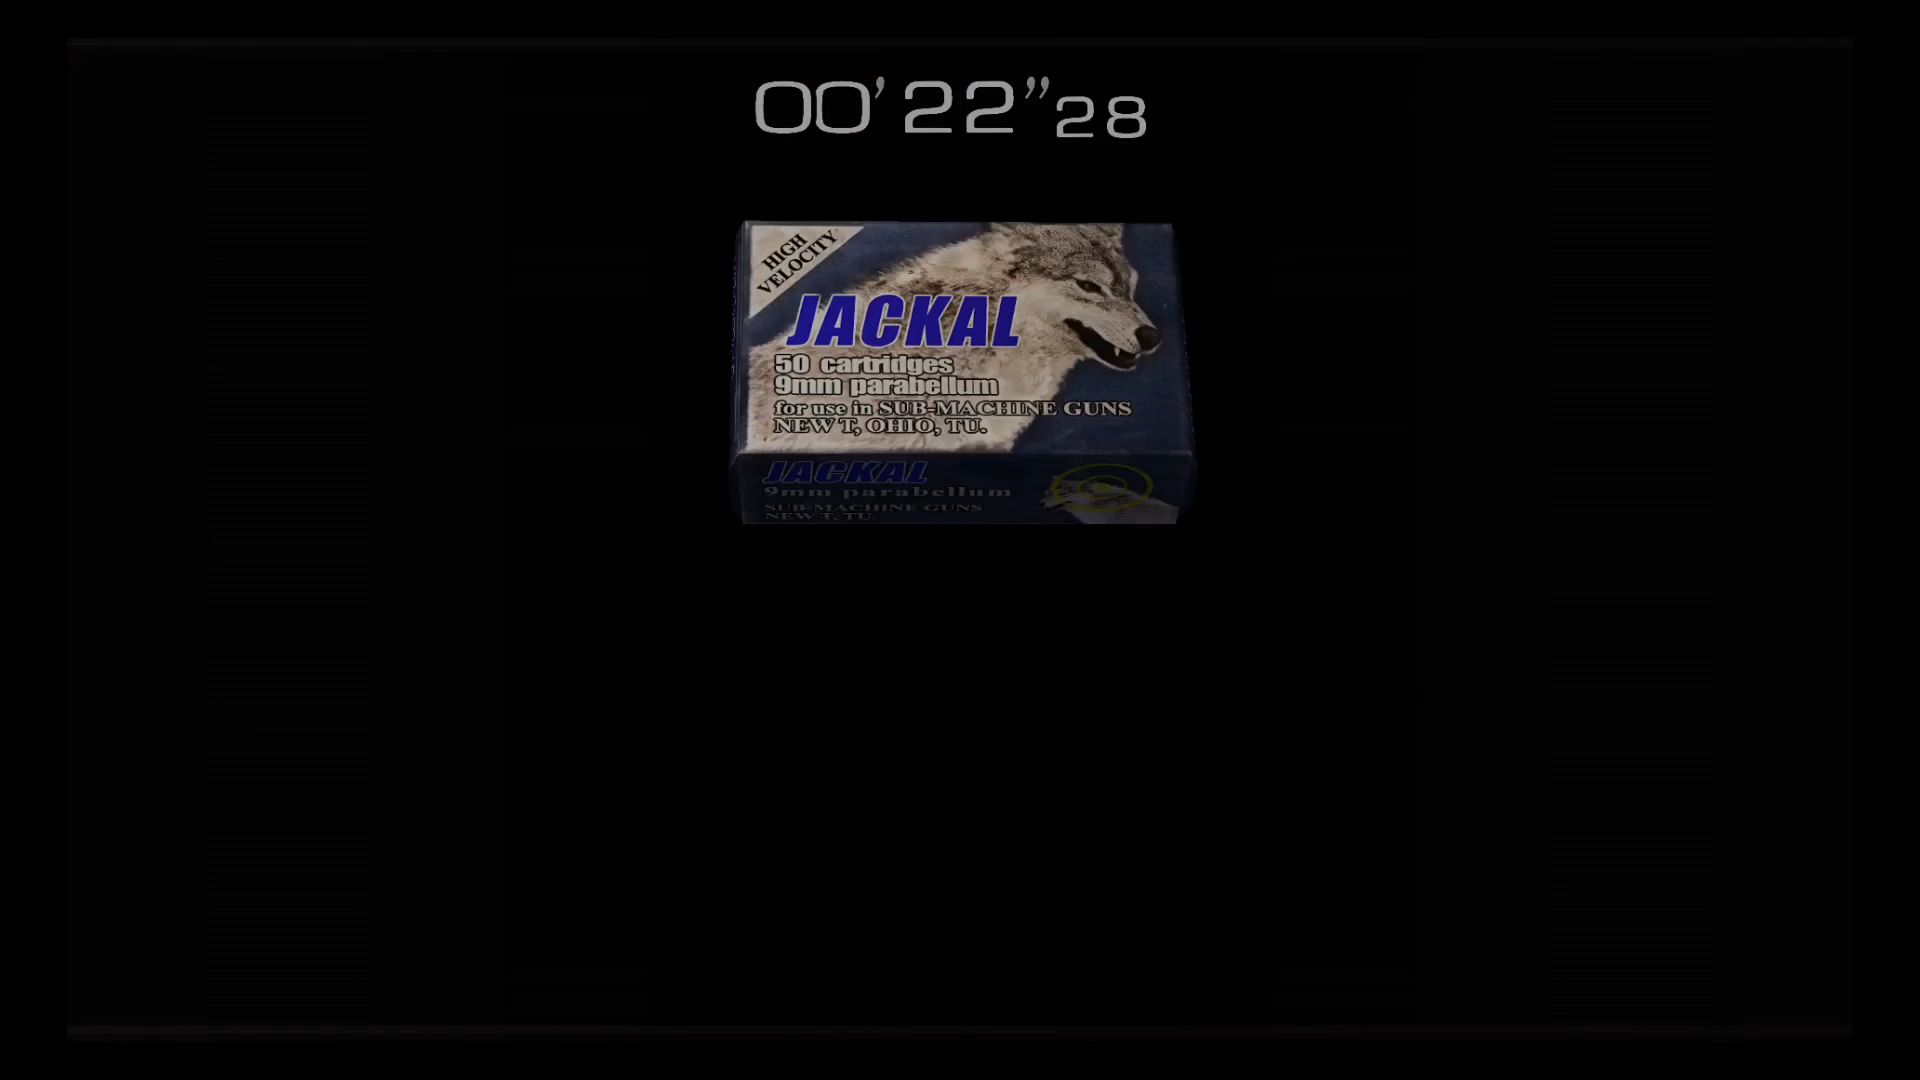 00'22"28
HIGH
VELOCITY
JACKAL
50 cartridges
9mm parabellum
for use in SUB-MACHINE GUNS
NEW T, OHIO, TU.
JACKAL
9mm parabellum
SUB-MACHINE GUNS
NEW T, TU.